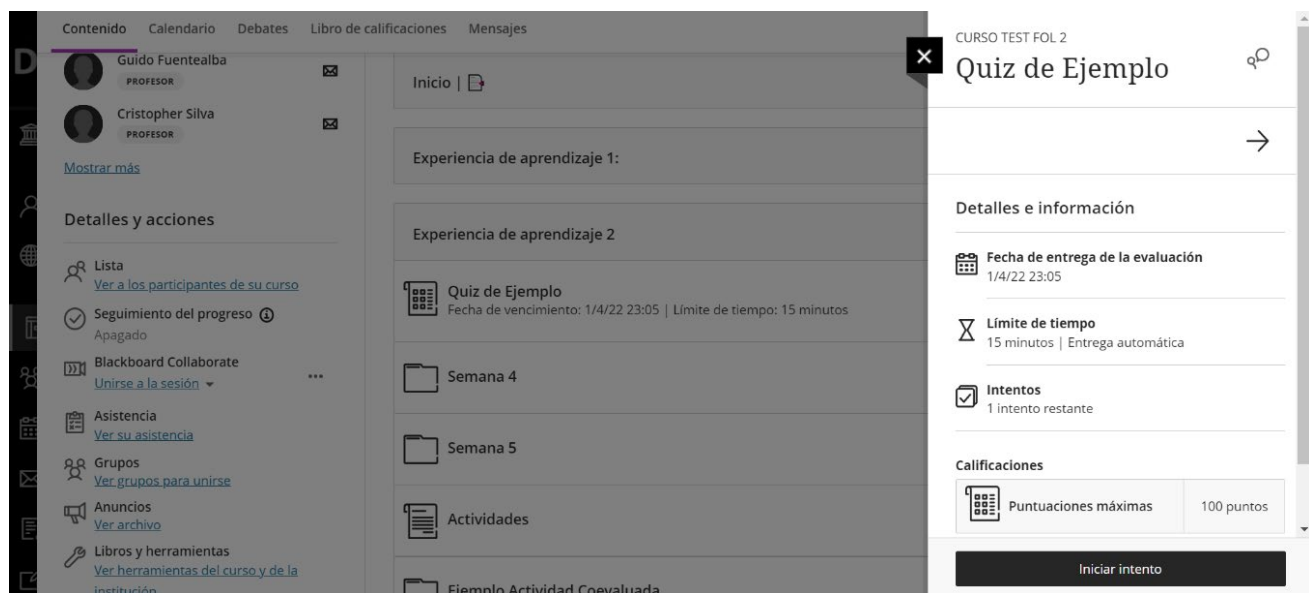 Contenido Calendario Debates Libro de calificaciones Mensajes
D
Guido Fuentealba
PROFESOR
Cristopher Silva
PROFESOR
Mostrar más
Detalles y acciones
Lista
Ver a los participantes de su curso
Seguimiento del progreso
Apagado
Blackboard Collaborate
Unirse a la sesión
Asistencia
Ver su asistencia
Grupos
Ver grupos para unirse
Anuncios
Ver archivo
Libros y herramientas
Ver herramientas del curso y de la
institución
Inicio |
Experiencia de aprendizaje 1:
Experiencia de aprendizaje 2
Quiz de Ejemplo
Fecha de vencimiento: 1/4/22 23:05 | Límite de tiempo: 15 minutos
Semana 4
Semana 5
Actividades
Ejemplo Actividad Coevaluada
CURSO TEST FOL 2
Quiz de Ejemplo
Detalles e información
Fecha de entrega de la evaluación
1/4/22 23:05
Límite de tiempo
15 minutos | Entrega automática
Intentos
1 intento restante
Calificaciones
Puntuaciones máximas 100 puntos
Iniciar intento